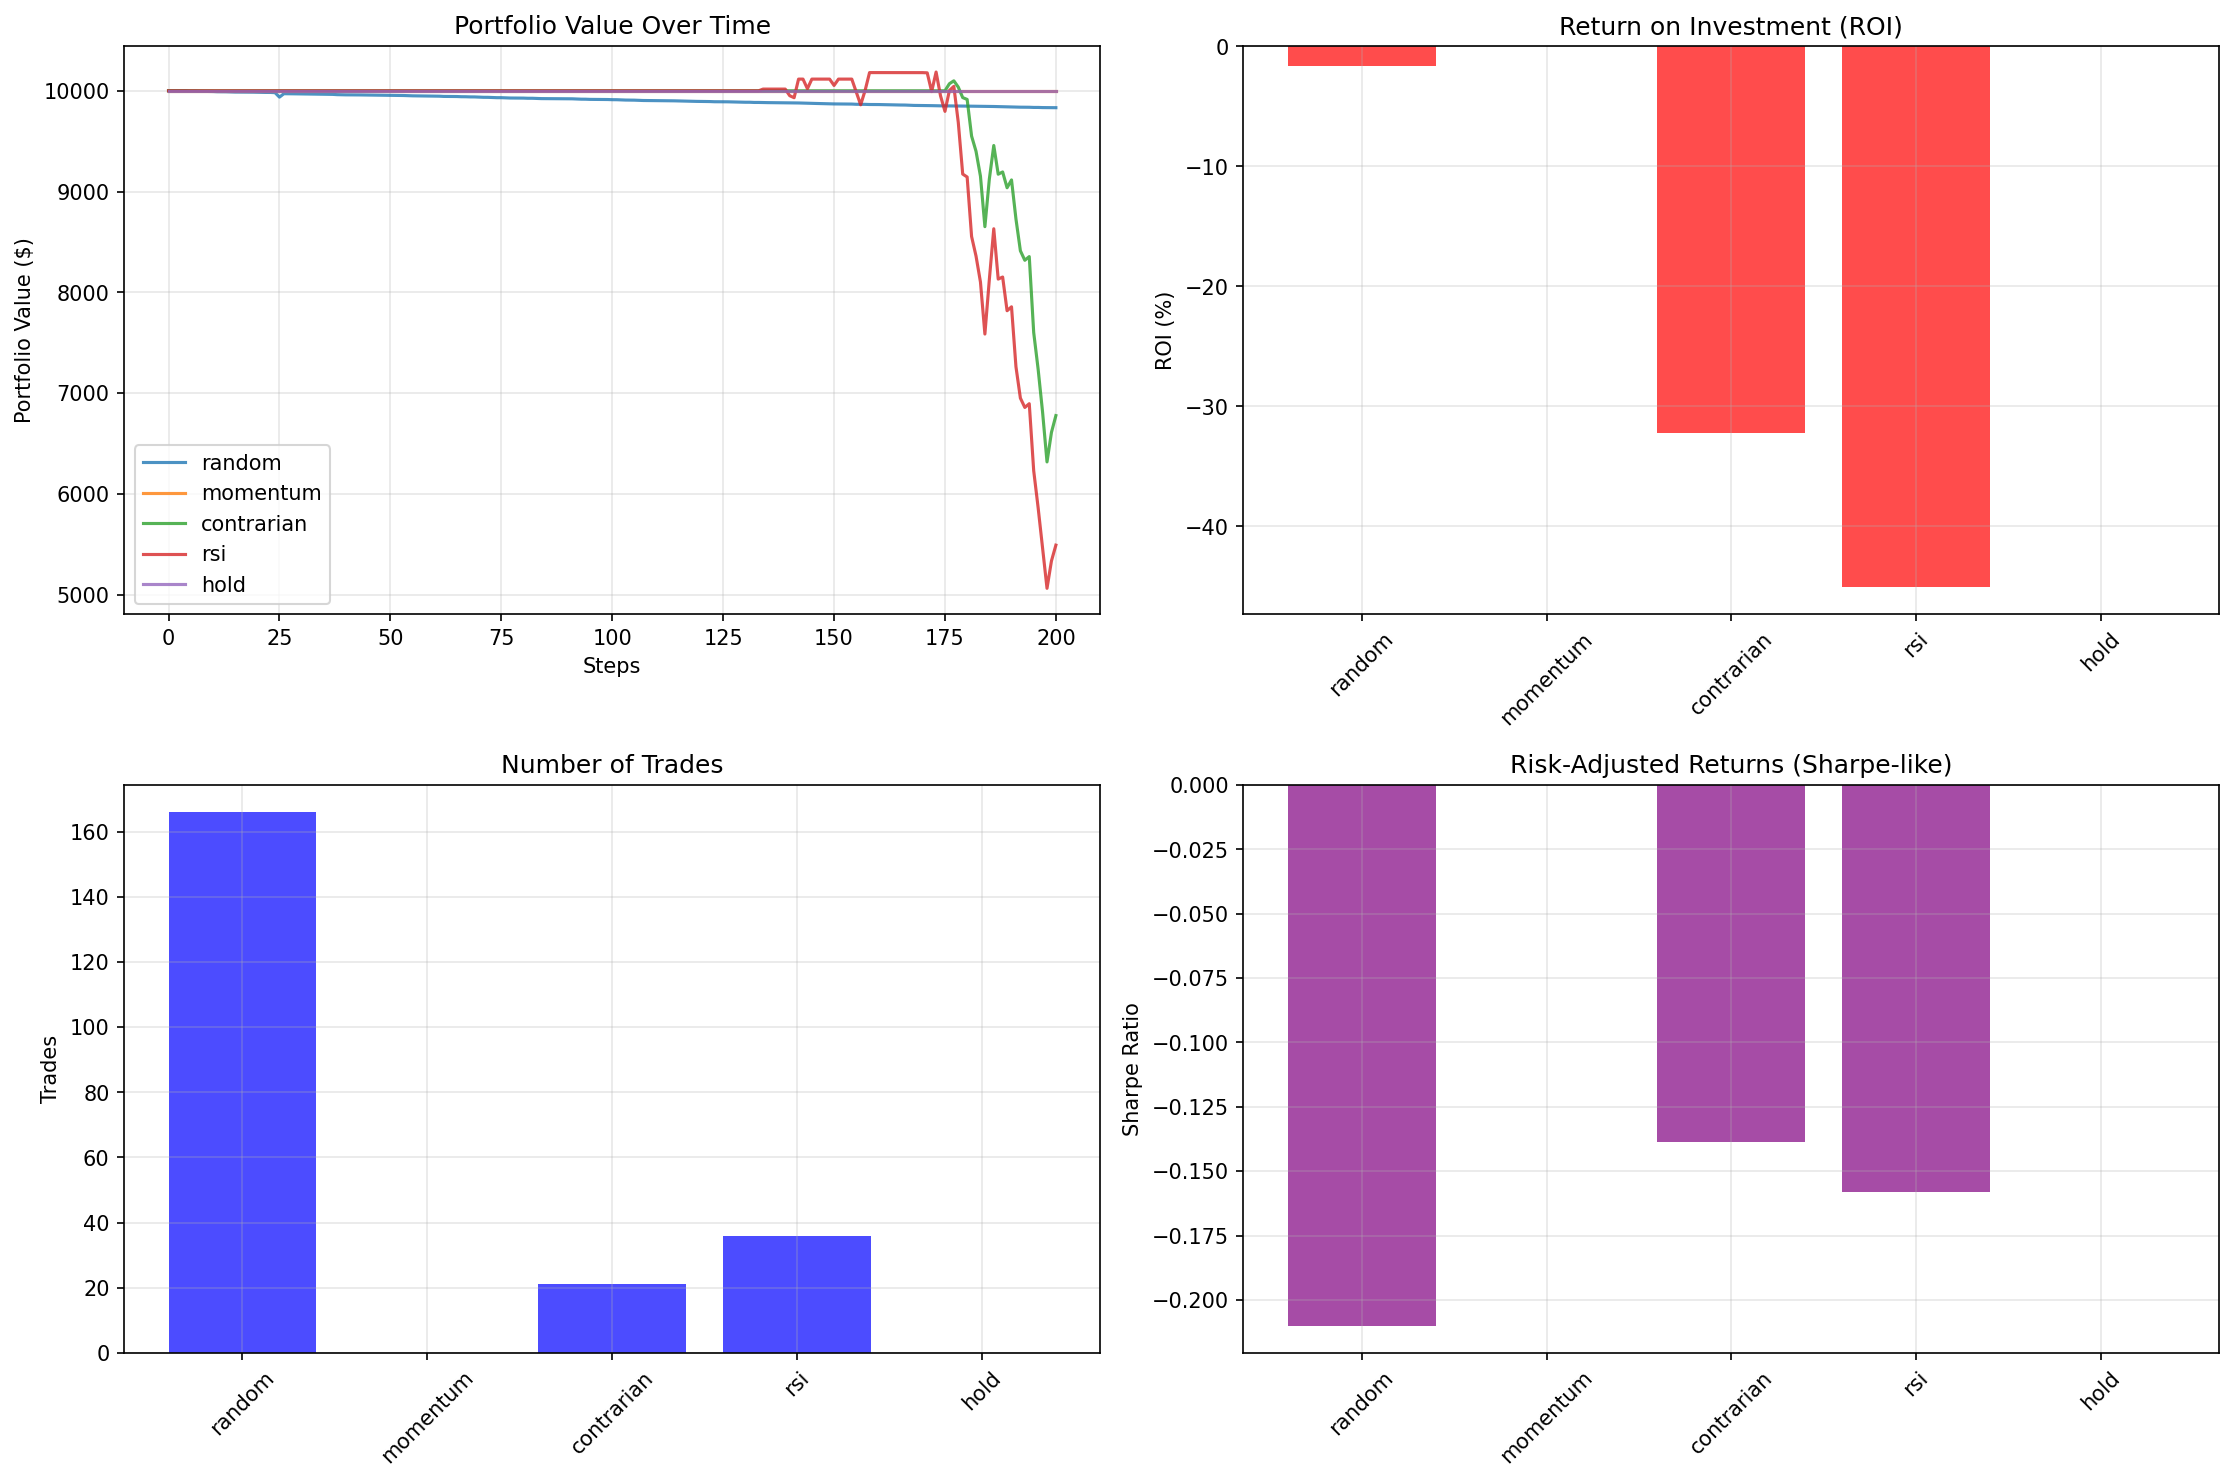 Portfolio Value Over Time
Portfolio Value ($)
10000
9000
8000
7000
6000
5000
random
momentum
contrarian
rsi
hold
0 25 50 75 100 125 150 175 200
Steps
Return on Investment (ROI)
ROI (%)
0
−10
−20
−30
−40
random
momentum
contrarian
rsi
hold
Number of Trades
Trades
160
140
120
100
80
60
40
20
0
random
momentum
contrarian
rsi
hold
Risk-Adjusted Returns (Sharpe-like)
Sharpe Ratio
0.000
−0.025
−0.050
−0.075
−0.100
−0.125
−0.150
−0.175
−0.200
random
momentum
contrarian
rsi
hold